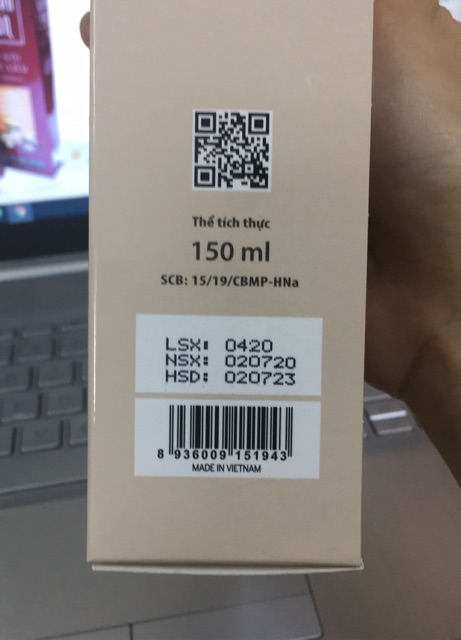 Thể tích thực
150 ml
SCB: 15/19/CBMP-HNa
LSX: 0420
NSX: 020720
HSD: 020723
8 936009 151943
MADE IN VIETNAM